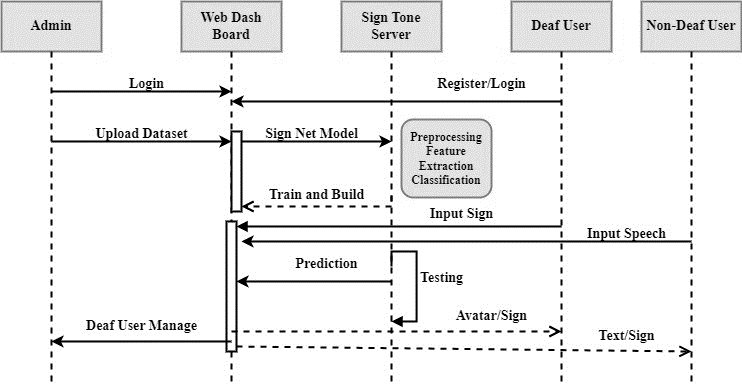 Admin
Web Dash
Board
Sign Tone
Server
Deaf User
Non-Deaf User
Login
Register/Login
Upload Dataset
Sign Net Model
Preprocessing
Feature
Extraction
Classification
Train and Build
Input Sign
Input Speech
Prediction
Testing
Avatar/Sign
Deaf User Manage
Text/Sign